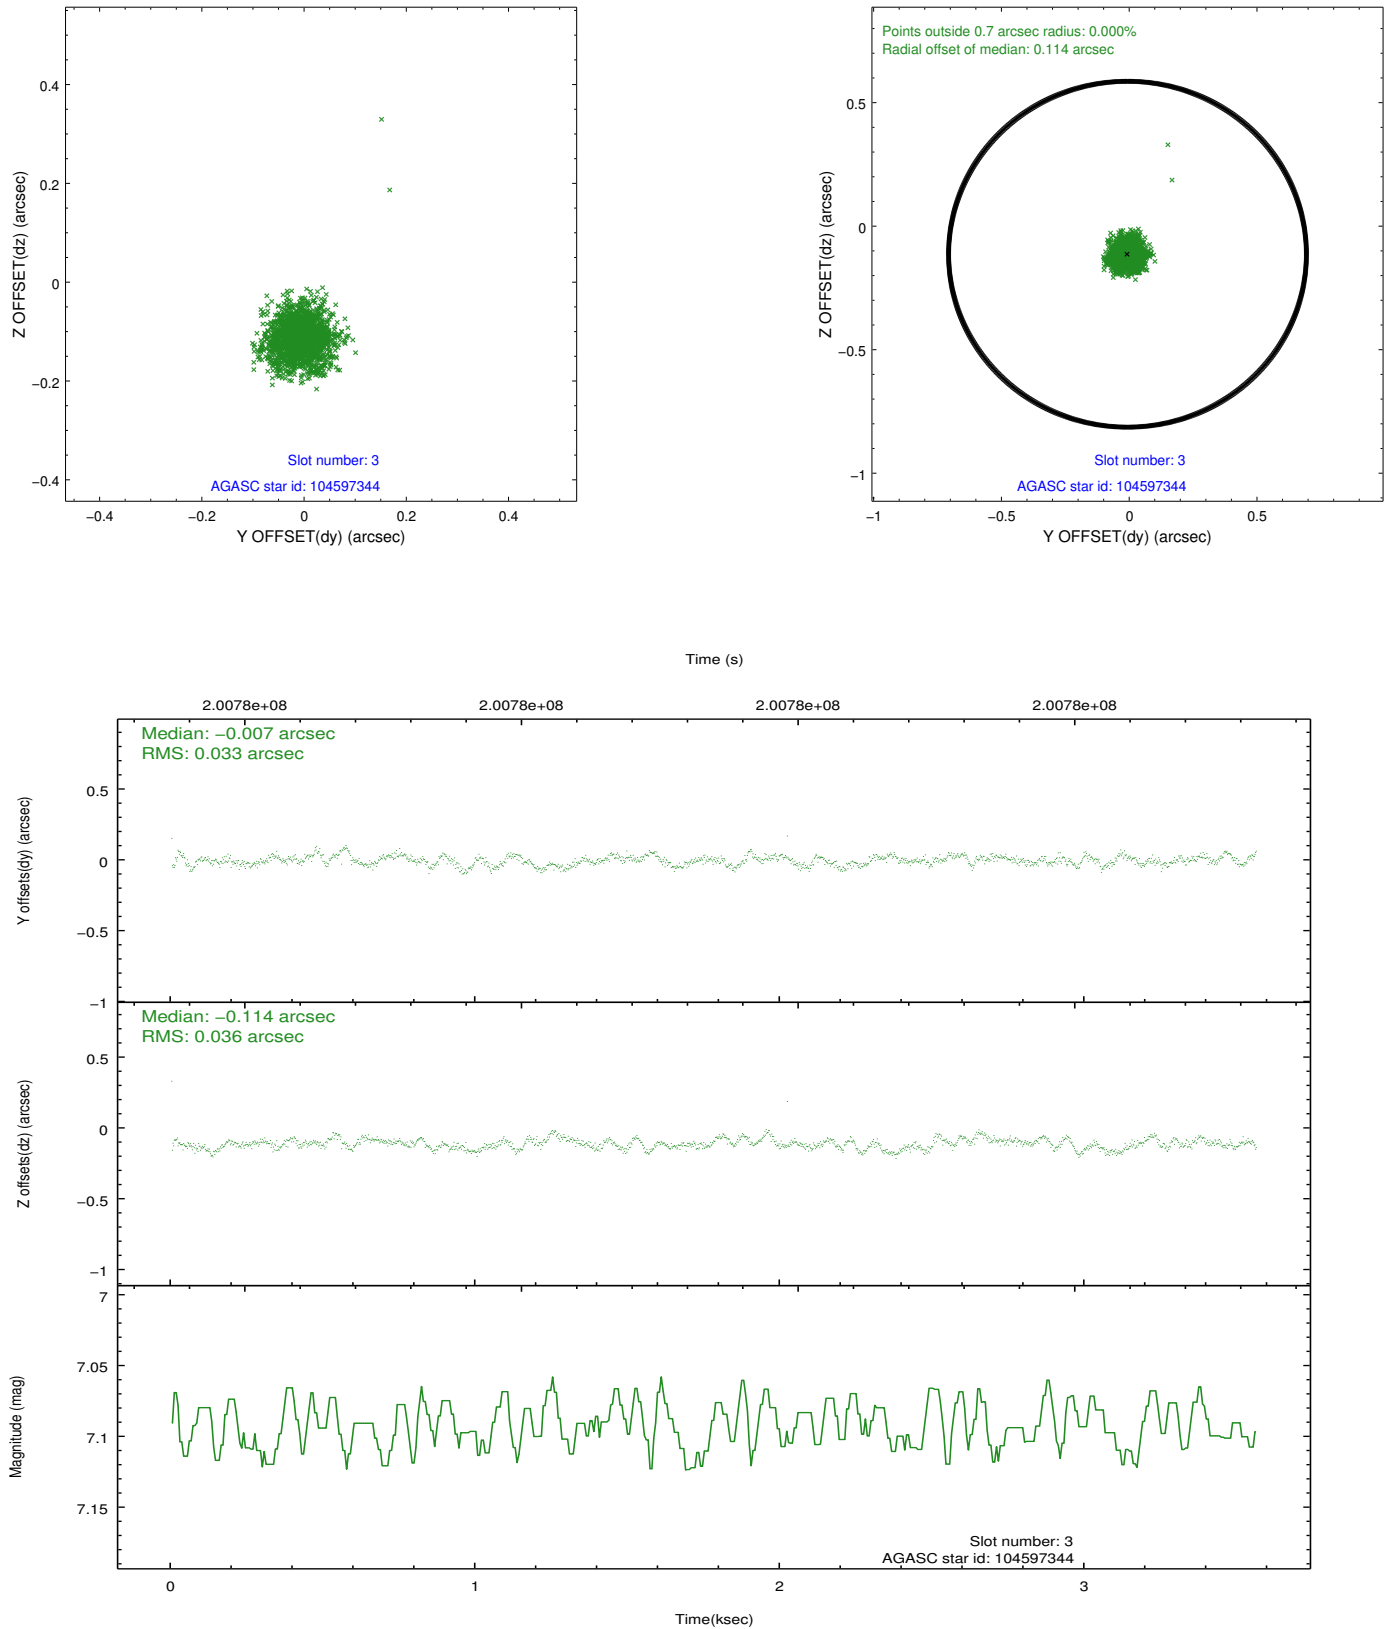 0.4
0.2
0
−0.2
−0.4
Z OFFSET(dz) (arcsec)
Slot number: 3
AGASC star id: 104597344
−0.4 −0.2 0 0.2 0.4
Y OFFSET(dy) (arcsec)
Points outside 0.7 arcsec radius: 0.000%
Radial offset of median: 0.114 arcsec
0.5
0
−0.5
−1
Z OFFSET(dz) (arcsec)
Slot number: 3
AGASC star id: 104597344
−1 −0.5 0 0.5
Y OFFSET(dy) (arcsec)
Time (s)
2.0078e+08 2.0078e+08 2.0078e+08 2.0078e+08
Median: −0.007 arcsec
RMS: 0.033 arcsec
0.5
0
−0.5
−1
Y offsets(dy) (arcsec)
Median: −0.114 arcsec
RMS: 0.036 arcsec
0.5
0
−0.5
−1
Z offsets(dz) (arcsec)
7
7.05
7.1
7.15
Magnitude (mag)
Slot number: 3
AGASC star id: 104597344
0 1 2 3
Time(ksec)